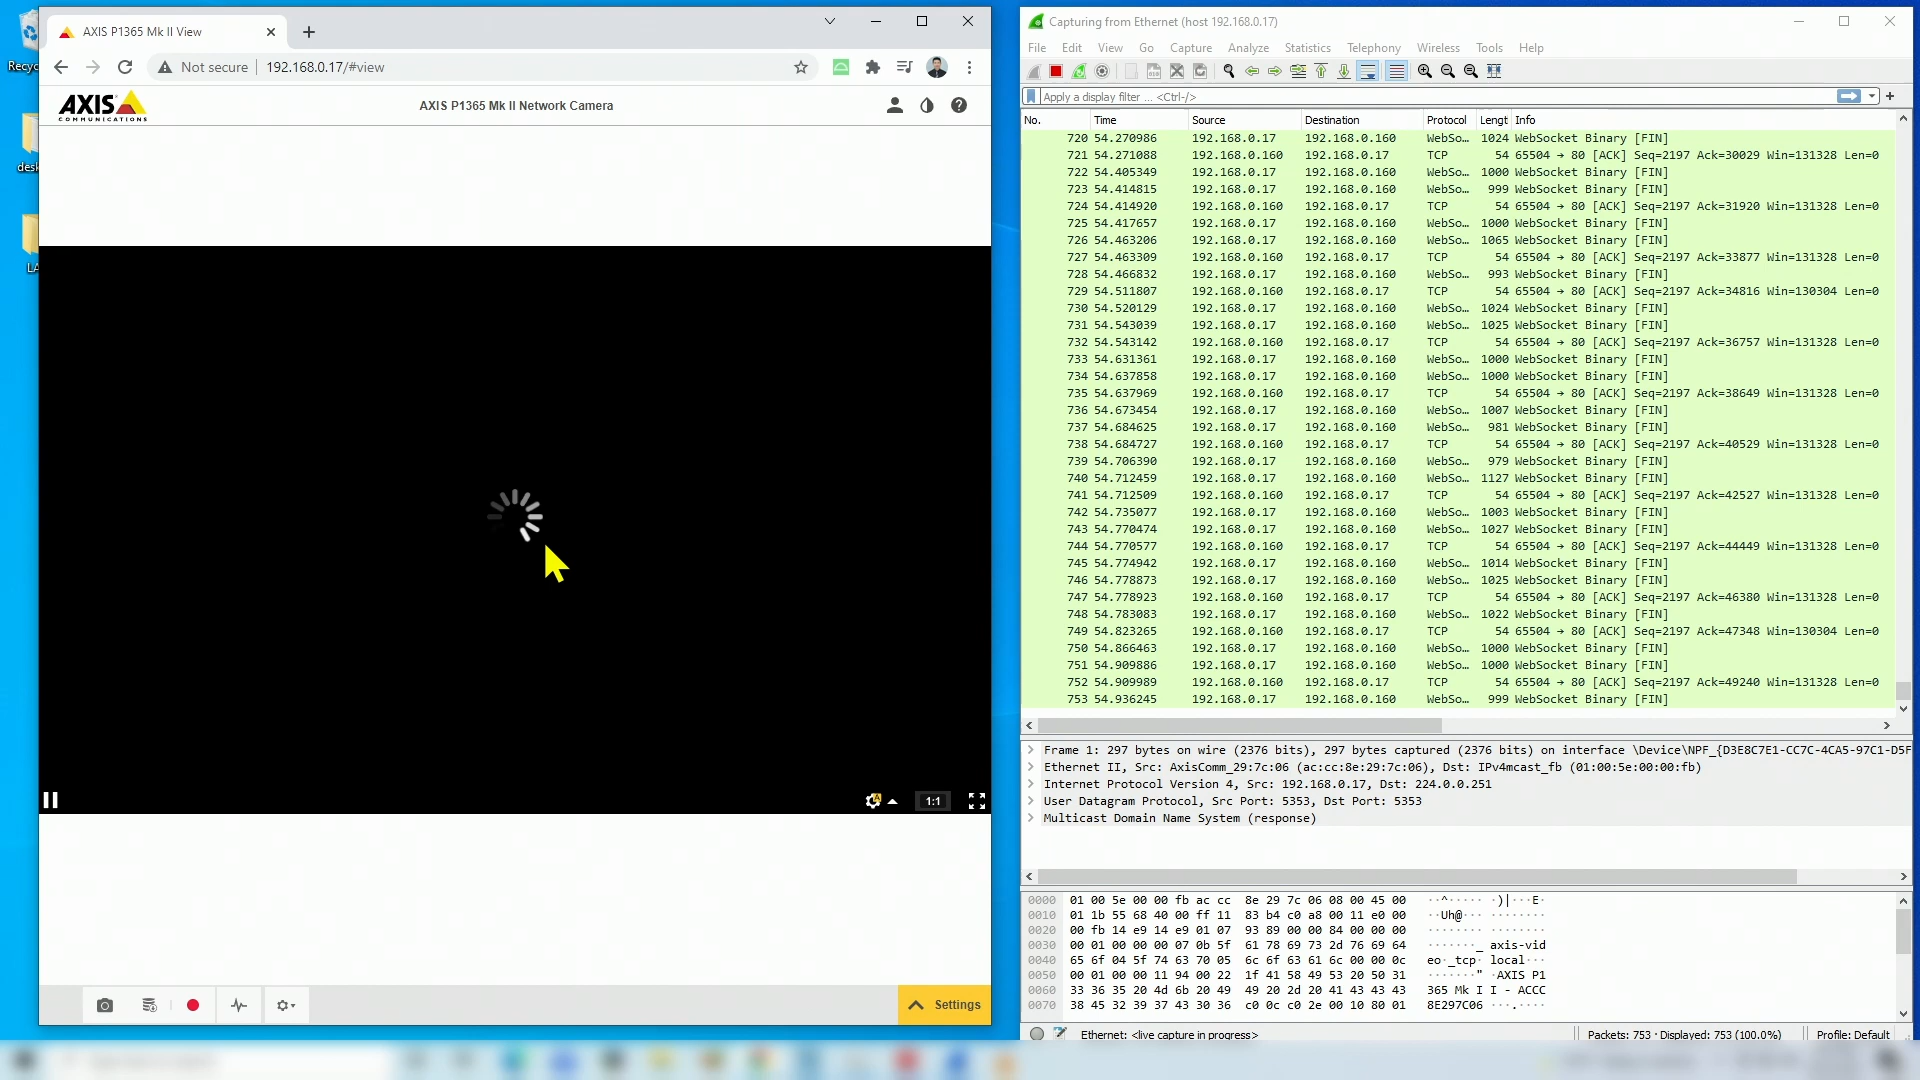 Recyc
desk
LA
AXIS P1365 Mk II View
Not secure
192.168.0.17/#view
AXIS
COMMUNICATIONS
AXIS P1365 Mk II Network Camera
1:1
Settings
Capturing from Ethernet (host 192.168.0.17)
File Edit View Go Capture Analyze Statistics Telephony Wireless Tools Help
Apply a display filter ... <Ctrl-/>
No. Time Source Destination Protocol Lengt Info
720 54.270986 192.168.0.17 192.168.0.160 WebSo… 1024 WebSocket Binary [FIN]
721 54.271088 192.168.0.160 192.168.0.17 TCP 54 65504 → 80 [ACK] Seq=2197 Ack=30029 Win=131328 Len=0
722 54.405349 192.168.0.17 192.168.0.160 WebSo… 1000 WebSocket Binary [FIN]
723 54.414815 192.168.0.17 192.168.0.160 WebSo… 999 WebSocket Binary [FIN]
724 54.414920 192.168.0.160 192.168.0.17 TCP 54 65504 → 80 [ACK] Seq=2197 Ack=31920 Win=131328 Len=0
725 54.417657 192.168.0.17 192.168.0.160 WebSo… 1000 WebSocket Binary [FIN]
726 54.463206 192.168.0.17 192.168.0.160 WebSo… 1065 WebSocket Binary [FIN]
727 54.463309 192.168.0.160 192.168.0.17 TCP 54 65504 → 80 [ACK] Seq=2197 Ack=33877 Win=131328 Len=0
728 54.466832 192.168.0.17 192.168.0.160 WebSo… 993 WebSocket Binary [FIN]
729 54.511807 192.168.0.160 192.168.0.17 TCP 54 65504 → 80 [ACK] Seq=2197 Ack=34816 Win=130304 Len=0
730 54.520129 192.168.0.17 192.168.0.160 WebSo… 1024 WebSocket Binary [FIN]
731 54.543039 192.168.0.17 192.168.0.160 WebSo… 1025 WebSocket Binary [FIN]
732 54.543142 192.168.0.160 192.168.0.17 TCP 54 65504 → 80 [ACK] Seq=2197 Ack=36757 Win=131328 Len=0
733 54.631361 192.168.0.17 192.168.0.160 WebSo… 1000 WebSocket Binary [FIN]
734 54.637858 192.168.0.17 192.168.0.160 WebSo… 1000 WebSocket Binary [FIN]
735 54.637969 192.168.0.160 192.168.0.17 TCP 54 65504 → 80 [ACK] Seq=2197 Ack=38649 Win=131328 Len=0
736 54.673454 192.168.0.17 192.168.0.160 WebSo… 1007 WebSocket Binary [FIN]
737 54.684625 192.168.0.17 192.168.0.160 WebSo… 981 WebSocket Binary [FIN]
738 54.684727 192.168.0.160 192.168.0.17 TCP 54 65504 → 80 [ACK] Seq=2197 Ack=40529 Win=131328 Len=0
739 54.706390 192.168.0.17 192.168.0.160 WebSo… 979 WebSocket Binary [FIN]
740 54.712459 192.168.0.17 192.168.0.160 WebSo… 1127 WebSocket Binary [FIN]
741 54.712509 192.168.0.160 192.168.0.17 TCP 54 65504 → 80 [ACK] Seq=2197 Ack=42527 Win=131328 Len=0
742 54.735077 192.168.0.17 192.168.0.160 WebSo… 1003 WebSocket Binary [FIN]
743 54.770474 192.168.0.17 192.168.0.160 WebSo… 1027 WebSocket Binary [FIN]
744 54.770577 192.168.0.160 192.168.0.17 TCP 54 65504 → 80 [ACK] Seq=2197 Ack=44449 Win=131328 Len=0
745 54.774942 192.168.0.17 192.168.0.160 WebSo… 1014 WebSocket Binary [FIN]
746 54.778873 192.168.0.17 192.168.0.160 WebSo… 1025 WebSocket Binary [FIN]
747 54.778923 192.168.0.160 192.168.0.17 TCP 54 65504 → 80 [ACK] Seq=2197 Ack=46380 Win=131328 Len=0
748 54.783083 192.168.0.17 192.168.0.160 WebSo… 1022 WebSocket Binary [FIN]
749 54.823265 192.168.0.160 192.168.0.17 TCP 54 65504 → 80 [ACK] Seq=2197 Ack=47348 Win=130304 Len=0
750 54.866463 192.168.0.17 192.168.0.160 WebSo… 1000 WebSocket Binary [FIN]
751 54.909886 192.168.0.17 192.168.0.160 WebSo… 1000 WebSocket Binary [FIN]
752 54.909989 192.168.0.160 192.168.0.17 TCP 54 65504 → 80 [ACK] Seq=2197 Ack=49240 Win=131328 Len=0
753 54.936245 192.168.0.17 192.168.0.160 WebSo… 999 WebSocket Binary [FIN]
Frame 1: 297 bytes on wire (2376 bits), 297 bytes captured (2376 bits) on interface \Device\NPF_{D3E8C7E1-CC7C-4CA5-97C1-D5F
Ethernet II, Src: AxisComm_29:7c:06 (ac:cc:8e:29:7c:06), Dst: IPv4mcast_fb (01:00:5e:00:00:fb)
Internet Protocol Version 4, Src: 192.168.0.17, Dst: 224.0.0.251
User Datagram Protocol, Src Port: 5353, Dst Port: 5353
Multicast Domain Name System (response)
0000 01 00 5e 00 00 fb ac cc 8e 29 7c 06 08 00 45 00 ··^····· ·)|···E·
0010 01 1b 55 68 40 00 ff 11 83 b4 c0 a8 00 11 e0 00 ··Uh@··· ········
0020 00 fb 14 e9 14 e9 01 07 93 89 00 00 84 00 00 00 ········ ········
0030 00 01 00 00 00 07 0b 5f 61 78 69 73 2d 76 69 64 ·······_ axis-vid
0040 65 6f 04 5f 74 63 70 05 6c 6f 63 61 6c 00 00 0c eo·_tcp· local···
0050 00 01 00 00 11 94 00 22 1f 41 58 49 53 20 50 31 ·······" ·AXIS P1
0060 33 36 35 20 4d 6b 20 49 49 20 2d 20 41 43 43 43 365 Mk I I - ACCC
0070 38 45 32 39 37 43 30 36 c0 0c c0 2e 00 10 80 01 8E297C06 ···.····
Ethernet: <live capture in progress>
Packets: 753 · Displayed: 753 (100.0%)
Profile: Default